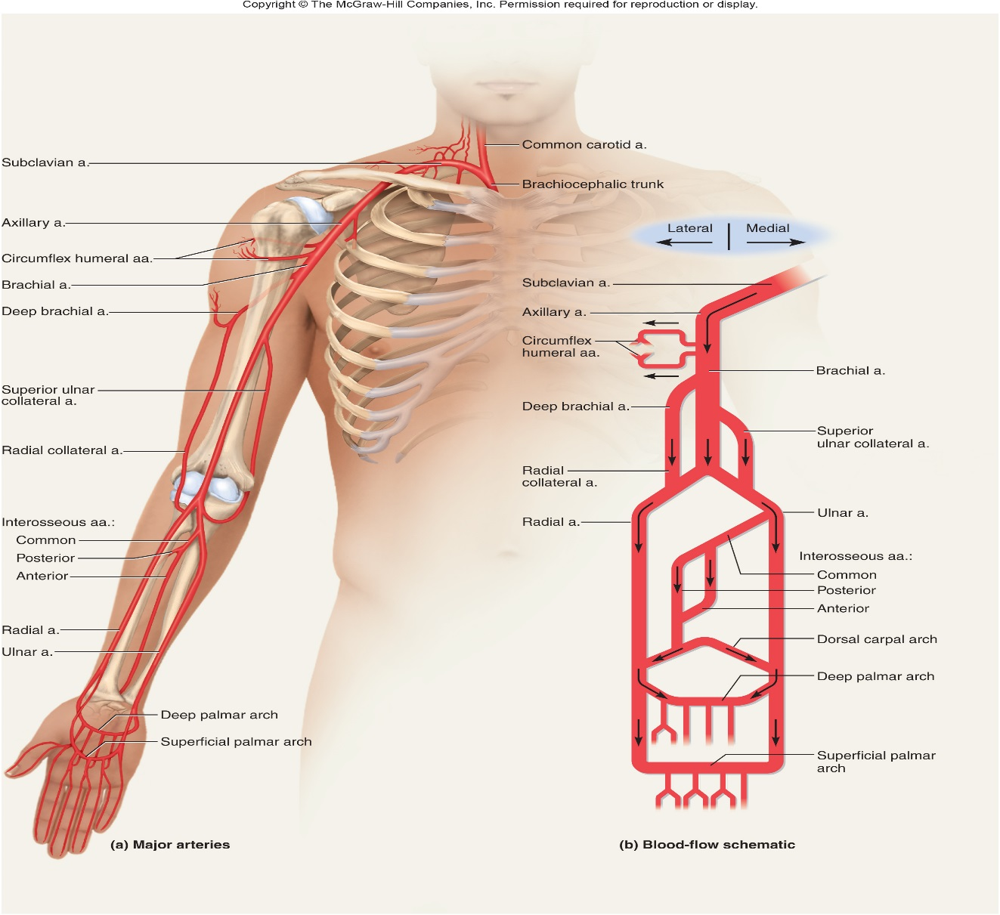 Copyright © The McGraw-Hill Companies, Inc. Permission required for reproduction or display.
Subclavian a.
Axillary a.
Circumflex humeral aa.
Brachial a.
Deep brachial a.
Superior ulnar
collateral a.
Radial collateral a.
Interosseous aa.:
Common
Posterior
Anterior
Radial a.
Ulnar a.
Common carotid a.
Brachiocephalic trunk
Deep palmar arch
Superficial palmar arch
(a) Major arteries
Lateral
Medial
Subclavian a.
Axillary a.
Circumflex
humeral aa.
Deep brachial a.
Radial
collateral a.
Radial a.
Brachial a.
Superior
ulnar collateral a.
Ulnar a.
Interosseous aa.:
Common
Posterior
Anterior
Dorsal carpal arch
Deep palmar arch
Superficial palmar
arch
(b) Blood-flow schematic